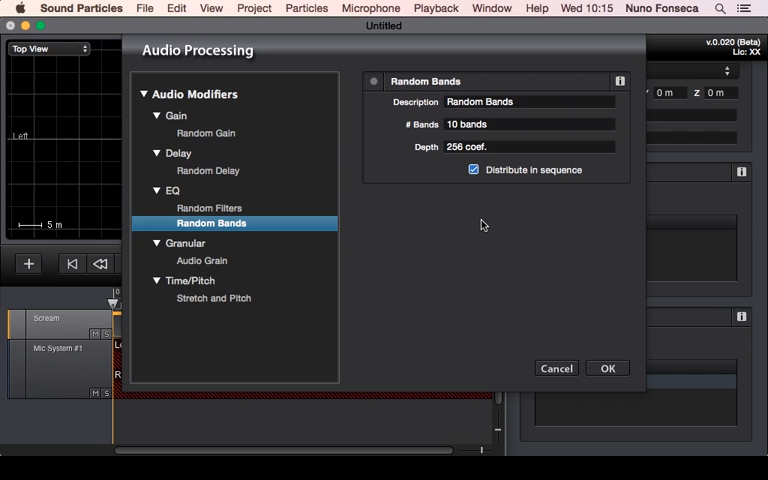 Sound Particles File Edit View Project Particles Microphone Playback Window Help Wed 10:15 Nuno Fonseca
Untitled
Top View
v.0.020 (Beta)
Lic: XX
Audio Processing
Audio Modifiers
Gain
Random Gain
Delay
Random Delay
EQ
Random Filters
Random Bands
Granular
Audio Grain
Time/Pitch
Stretch and Pitch
Random Bands
Description Random Bands
# Bands 10 bands
Depth 256 coef.
Distribute in sequence
Cancel OK
0 m Z 0 m
Left
5 m
0
Scream
M S
Mic System #1
M S
R